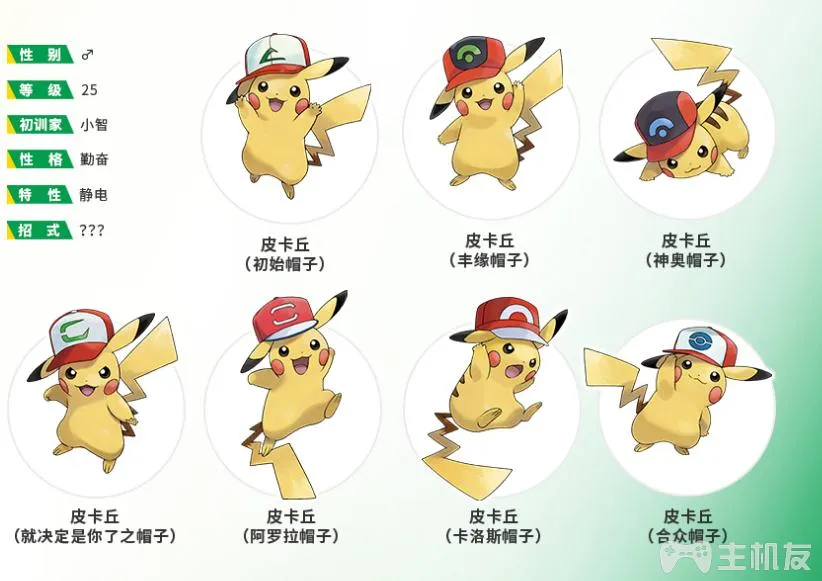 性别 ♂
等级 25
初训家 小智
性格 勤奋
特性 静电
招式 ???
皮卡丘
（初始帽子）
皮卡丘
（丰缘帽子）
皮卡丘
（神奥帽子）
皮卡丘
（就决定是你了之帽子）
皮卡丘
（阿罗拉帽子）
皮卡丘
（卡洛斯帽子）
皮卡丘
（合众帽子）
主机友